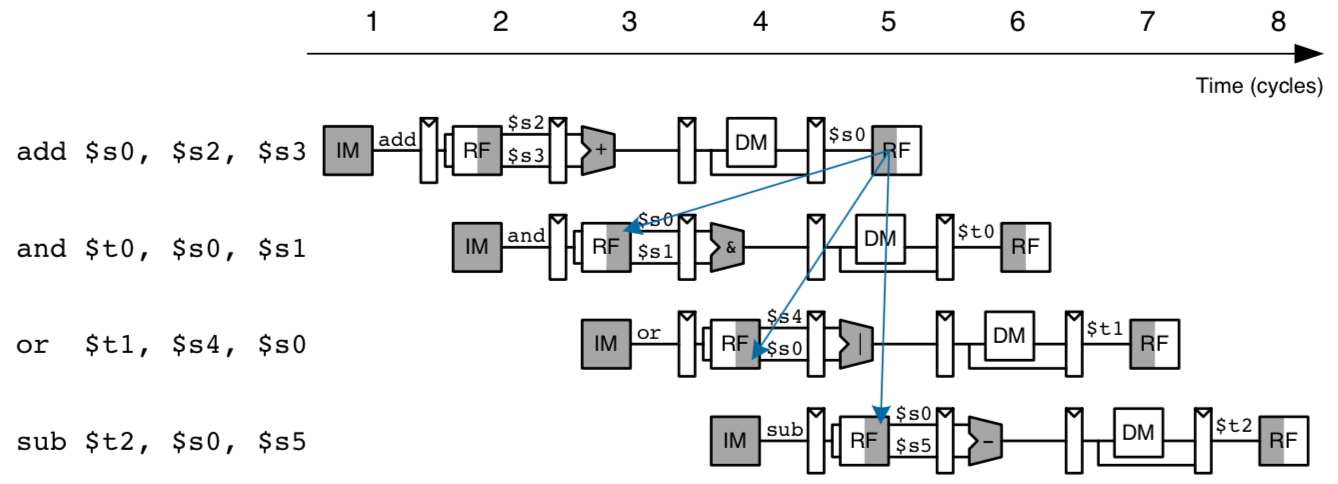 1 2 3 4 5 6 7 8
Time (cycles)
add $s0, $s2, $s3 IM add RF $s2 $s3 + DM $s0 RF
and $t0, $s0, $s1 IM and RF $s0 $s1 & DM $t0 RF
or $t1, $s4, $s0 IM or RF $s4 $s0 | DM $t1 RF
sub $t2, $s0, $s5 IM sub RF $s0 $s5 - DM $t2 RF